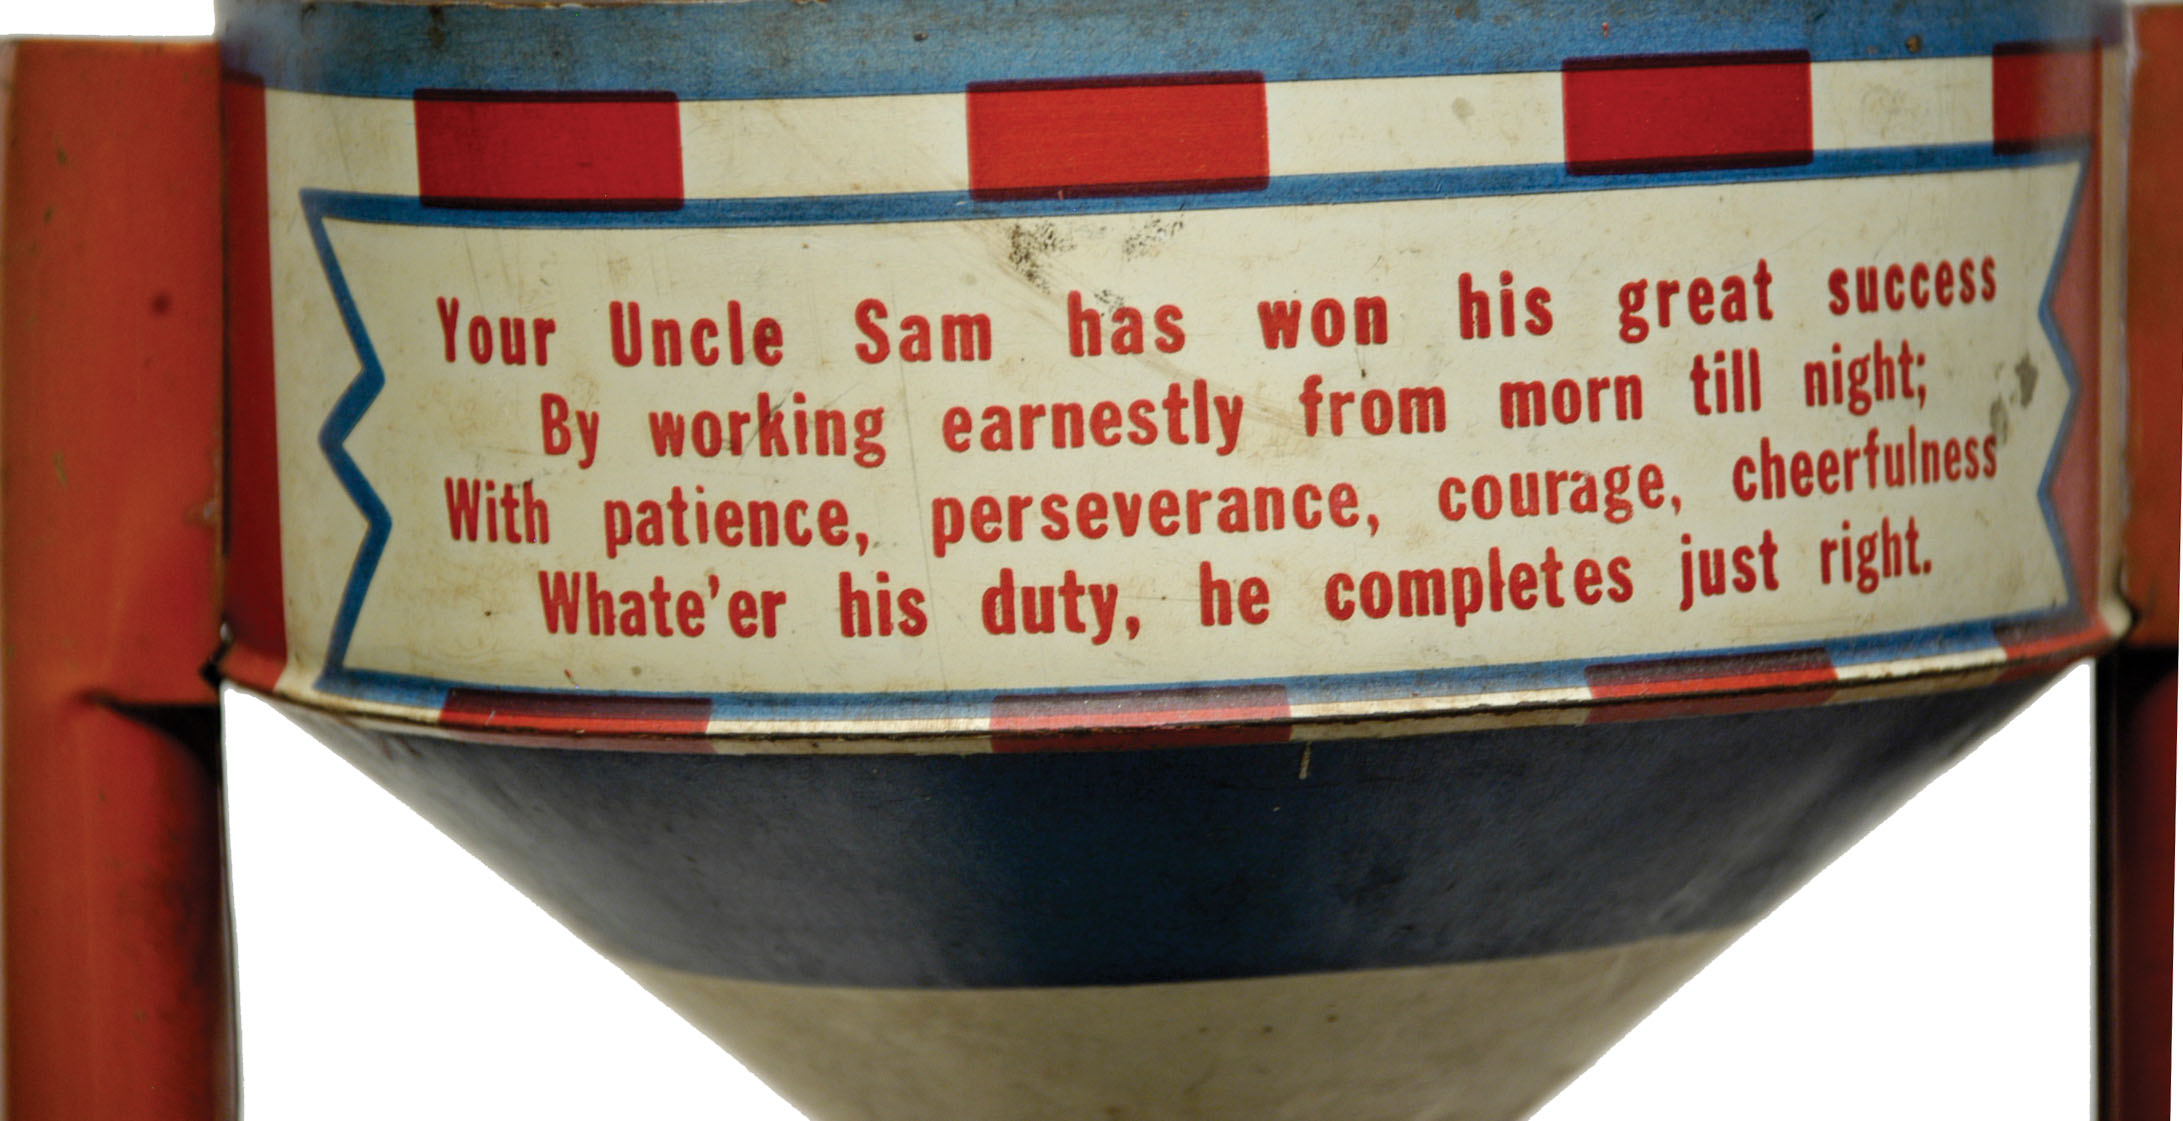 Your Uncle Sam has won his great success
By working earnestly from morn till night;
With patience, perseverance, courage, cheerfulness
Whate'er his duty, he completes just right.